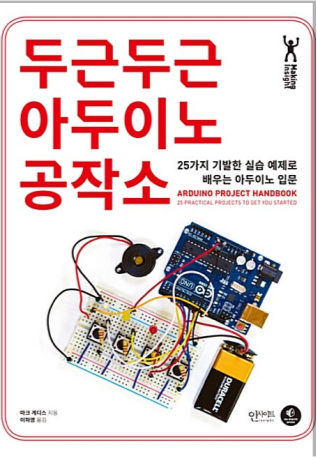 두근두근
아두이노
공작소
Making
Insight
25가지 기발한 실습 예제로
배우는 아두이노 입문
ARDUINO PROJECT HANDBOOK
25 PRACTICAL PROJECTS TO GET YOU STARTED
UNO
DURACELL
마크 게디스 지음
이하영 옮김
인사이트